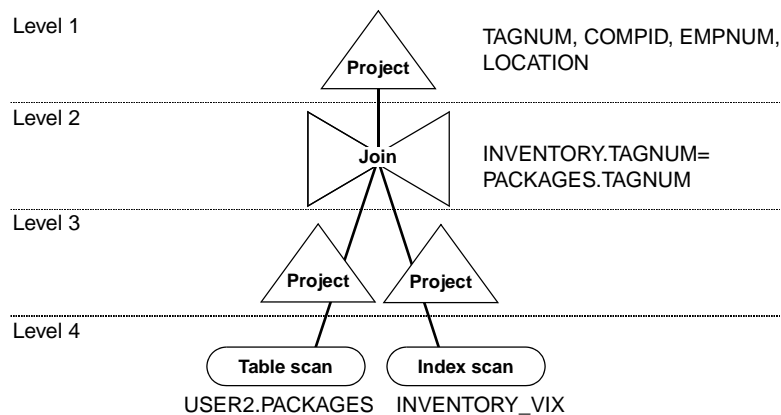 Level 1
Project
TAGNUM, COMPID, EMPNUM,
LOCATION
Level 2
Join
INVENTORY.TAGNUM=
PACKAGES.TAGNUM
Level 3
Project
Project
Level 4
Table scan
Index scan
USER2.PACKAGES
INVENTORY_VIX